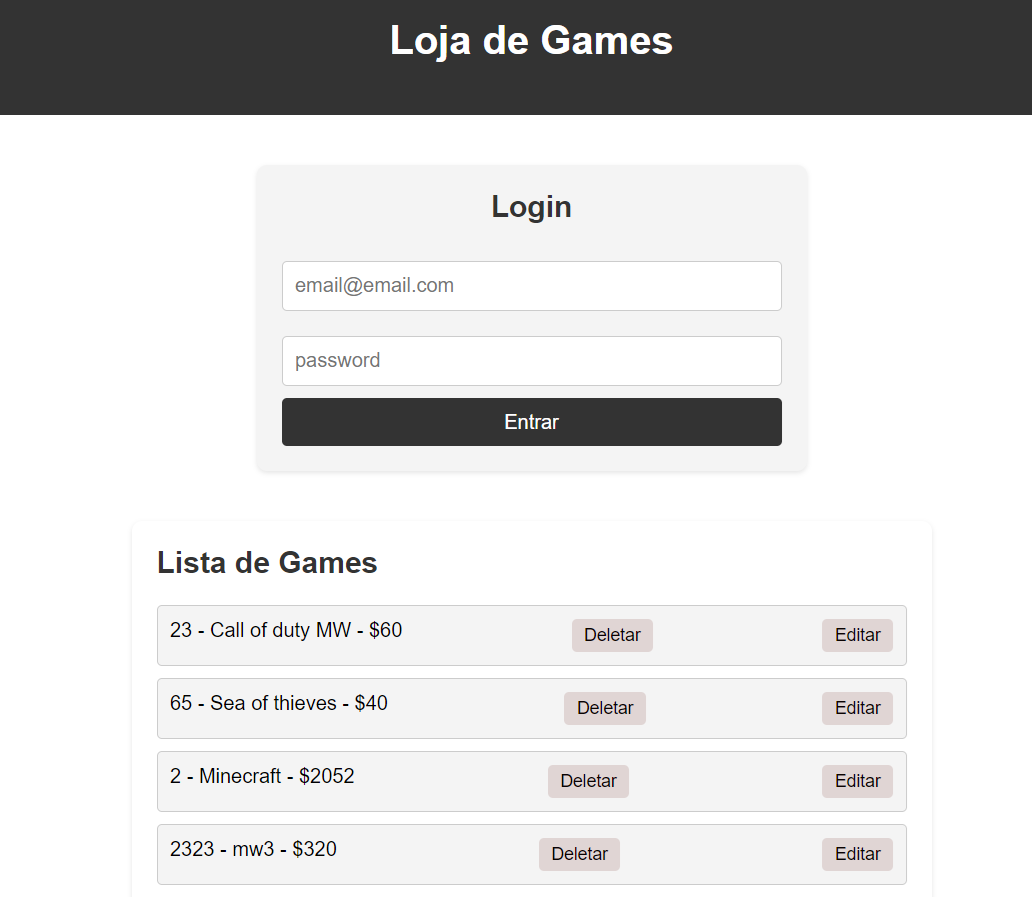 Loja de Games
Login
email@email.com
password
Entrar
Lista de Games
23 - Call of duty MW - $60 Deletar Editar
65 - Sea of thieves - $40 Deletar Editar
2 - Minecraft - $2052 Deletar Editar
2323 - mw3 - $320 Deletar Editar